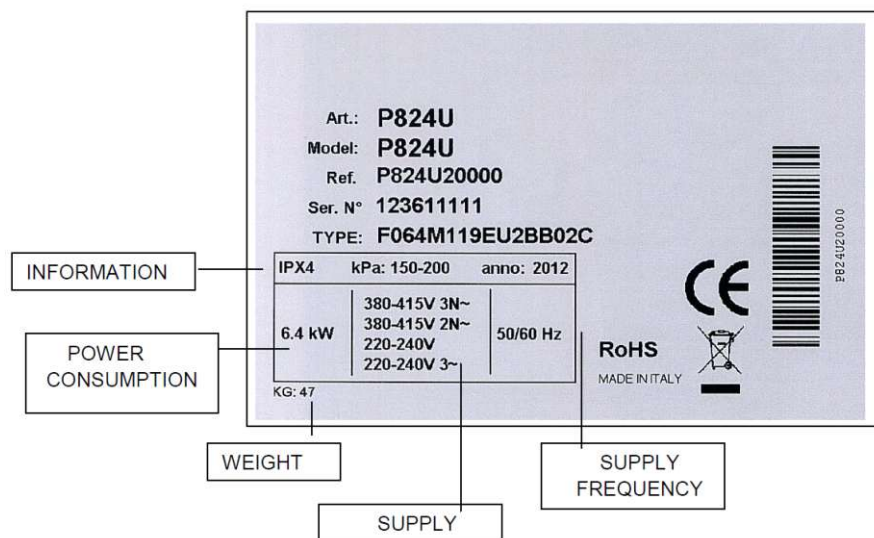 Art.: P824U
Model: P824U
Ref. P824U20000
Ser. N° 123611111
TYPE: F064M119EU2BB02C
INFORMATION
IPX4 kPa: 150-200 anno: 2012
6.4 kW
380-415V 3N~
380-415V 2N~
220-240V
220-240V 3~
50/60 Hz
POWER
CONSUMPTION
KG: 47
CE
RoHS
MADE IN ITALY
P824U20000
WEIGHT
SUPPLY
FREQUENCY
SUPPLY